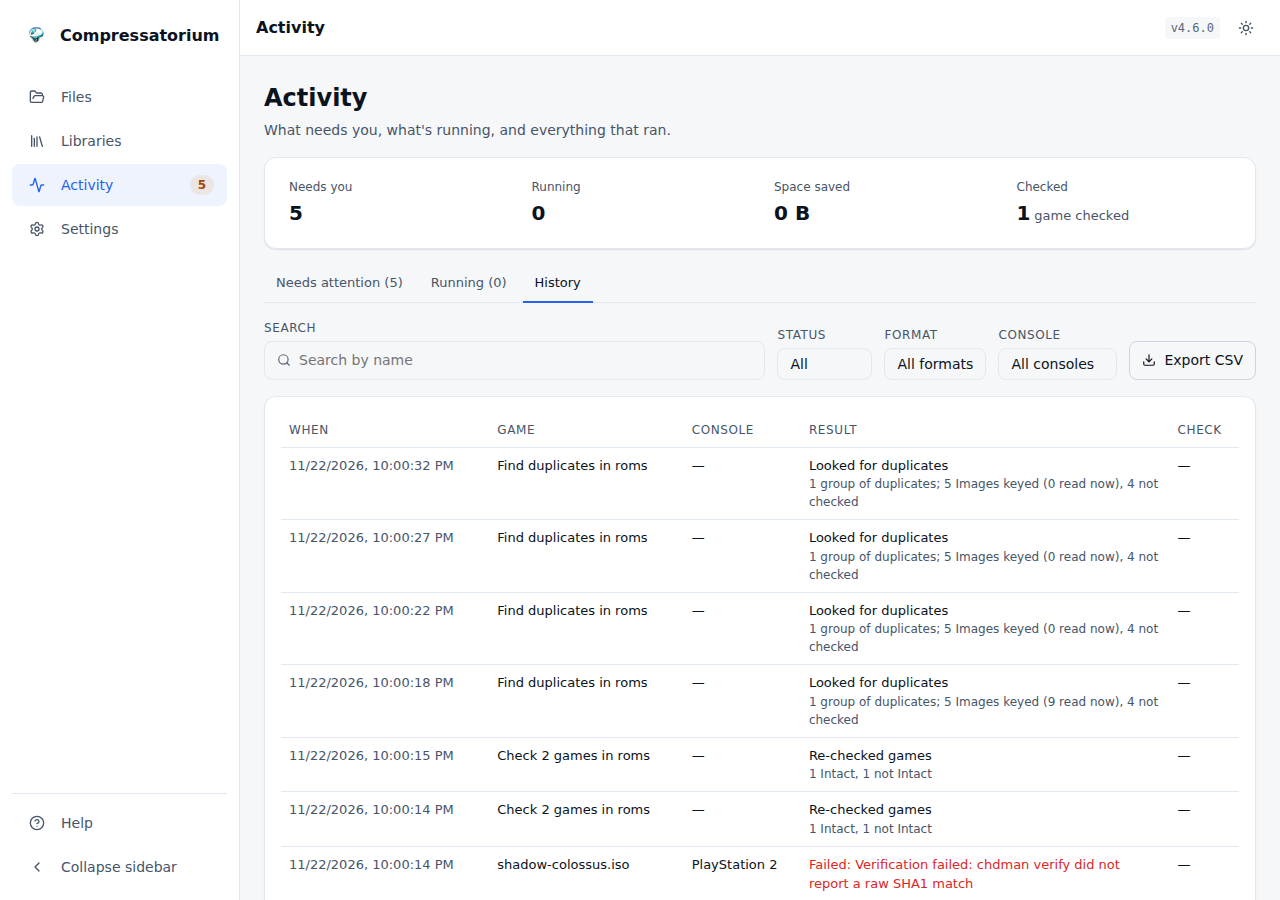 Compressatorium
Activity
v4.6.0
Files
Libraries
Activity 5
Settings
Help
Collapse sidebar
Activity
What needs you, what's running, and everything that ran.
Needs you Running Space saved Checked
5 0 0 B 1 game checked
Needs attention (5) Running (0) History
SEARCH STATUS FORMAT CONSOLE
Search by name All All formats All consoles Export CSV
WHEN GAME CONSOLE RESULT CHECK
11/22/2026, 10:00:32 PM Find duplicates in roms — Looked for duplicates —
1 group of duplicates; 5 Images keyed (0 read now), 4 not
checked
11/22/2026, 10:00:27 PM Find duplicates in roms — Looked for duplicates —
1 group of duplicates; 5 Images keyed (0 read now), 4 not
checked
11/22/2026, 10:00:22 PM Find duplicates in roms — Looked for duplicates —
1 group of duplicates; 5 Images keyed (0 read now), 4 not
checked
11/22/2026, 10:00:18 PM Find duplicates in roms — Looked for duplicates —
1 group of duplicates; 5 Images keyed (9 read now), 4 not
checked
11/22/2026, 10:00:15 PM Check 2 games in roms — Re-checked games —
1 Intact, 1 not Intact
11/22/2026, 10:00:14 PM Check 2 games in roms — Re-checked games —
1 Intact, 1 not Intact
11/22/2026, 10:00:14 PM shadow-colossus.iso PlayStation 2 Failed: Verification failed: chdman verify did not —
report a raw SHA1 match